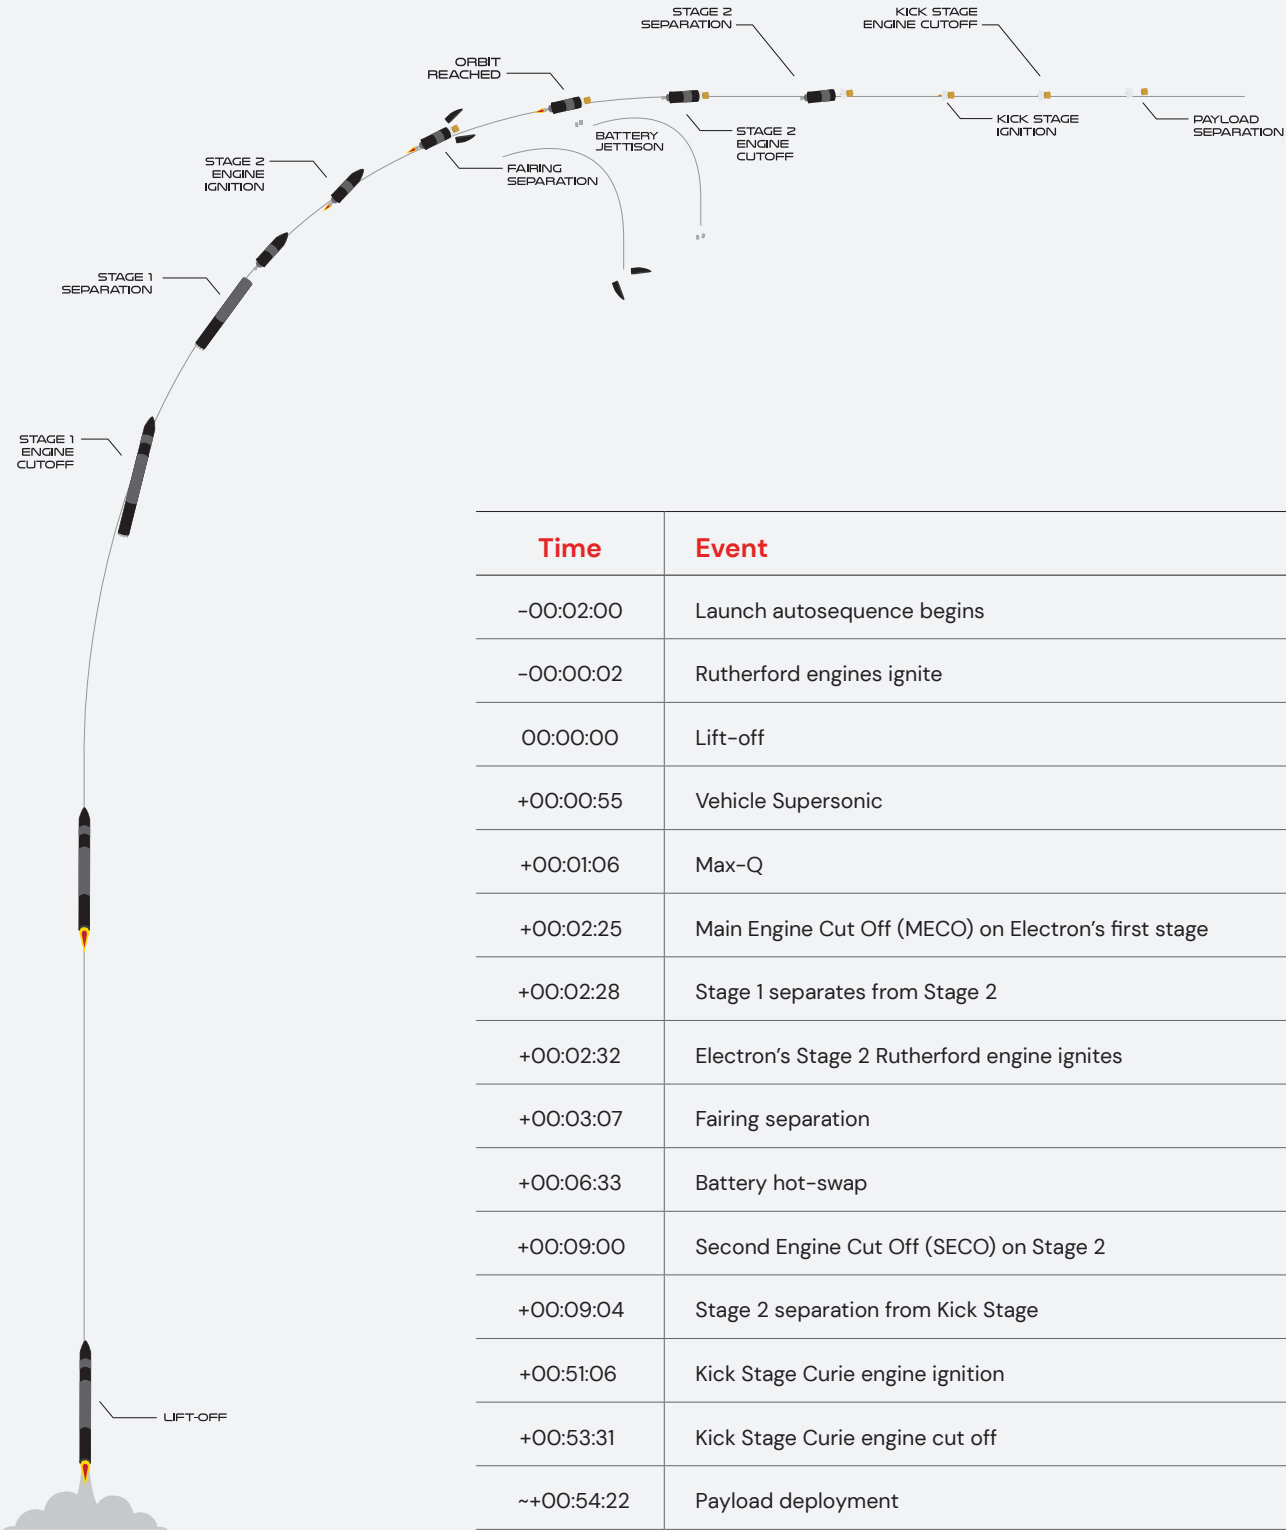 STAGE 2
SEPARATION
KICK STAGE
ENGINE CUTOFF
ORBIT
REACHED
KICK STAGE
IGNITION
PAYLOAD
SEPARATION
BATTERY
JETTISON
STAGE 2
ENGINE
CUTOFF
STAGE 2
ENGINE
IGNITION
FAIRING
SEPARATION
STAGE 1
SEPARATION
STAGE 1
ENGINE
CUTOFF
LIFT-OFF
Time Event
-00:02:00 Launch autosequence begins
-00:00:02 Rutherford engines ignite
00:00:00 Lift-off
+00:00:55 Vehicle Supersonic
+00:01:06 Max-Q
+00:02:25 Main Engine Cut Off (MECO) on Electron's first stage
+00:02:28 Stage 1 separates from Stage 2
+00:02:32 Electron's Stage 2 Rutherford engine ignites
+00:03:07 Fairing separation
+00:06:33 Battery hot-swap
+00:09:00 Second Engine Cut Off (SECO) on Stage 2
+00:09:04 Stage 2 separation from Kick Stage
+00:51:06 Kick Stage Curie engine ignition
+00:53:31 Kick Stage Curie engine cut off
~+00:54:22 Payload deployment